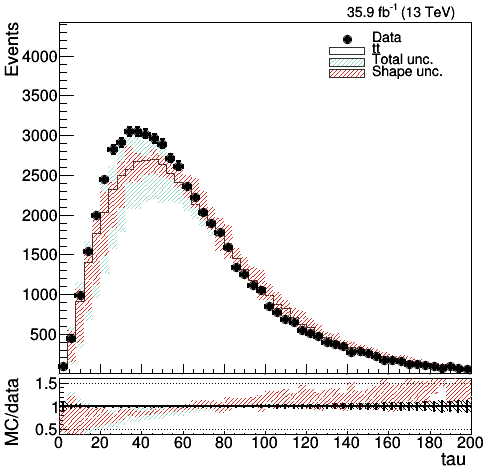 35.9 fb⁻¹ (13 TeV)
Events
4000
3500
3000
2500
2000
1500
1000
500
Data
tt̅
Total unc.
Shape unc.
MC/data
1.5
1
0.5
0 20 40 60 80 100 120 140 160 180 200
tau